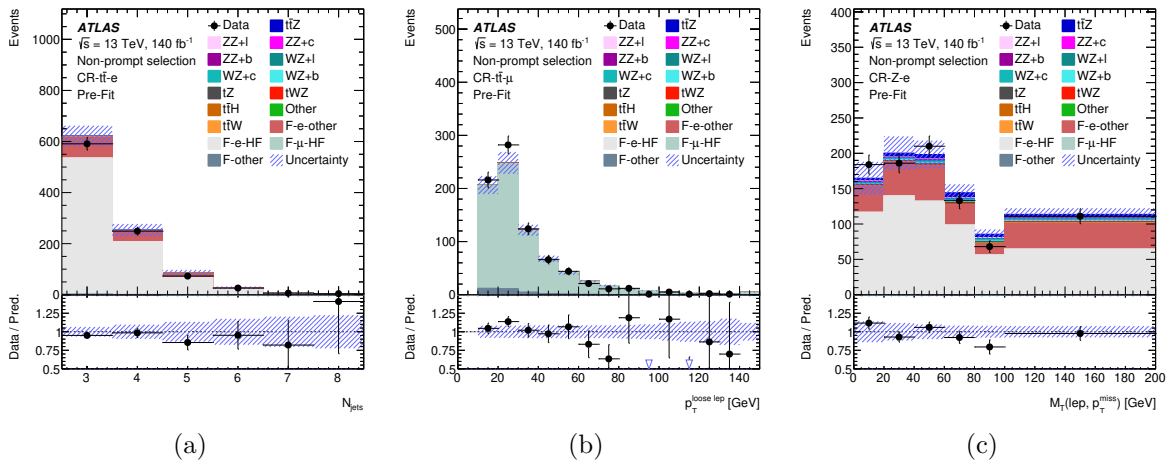 Events
1000
800
600
400
200
0
ATLAS
√s = 13 TeV, 140 fb⁻¹
Non-prompt selection
CR-tt̄-e
Pre-Fit
Data
tt̄Z
ZZ+l
ZZ+c
ZZ+b
WZ+l
WZ+c
WZ+b
tZ
tWZ
tt̄H
Other
tt̄W
F-e-other
F-e-HF
F-μ-HF
F-other
Uncertainty
Data / Pred.
1.25
1
0.75
0.5
3 4 5 6 7 8
N_jets
(a)
Events
500
400
300
200
100
0
ATLAS
√s = 13 TeV, 140 fb⁻¹
Non-prompt selection
CR-tt̄-μ
Pre-Fit
Data
tt̄Z
ZZ+l
ZZ+c
ZZ+b
WZ+l
WZ+c
WZ+b
tZ
tWZ
tt̄H
Other
tt̄W
F-e-other
F-e-HF
F-μ-HF
F-other
Uncertainty
Data / Pred.
1.25
1
0.75
0.5
0 20 40 60 80 100 120 140
p_T^loose lep [GeV]
(b)
Events
400
350
300
250
200
150
100
50
0
ATLAS
√s = 13 TeV, 140 fb⁻¹
Non-prompt selection
CR-Z-e
Pre-Fit
Data
tt̄Z
ZZ+l
ZZ+c
ZZ+b
WZ+l
WZ+c
WZ+b
tZ
tWZ
tt̄H
Other
tt̄W
F-e-other
F-e-HF
F-μ-HF
F-other
Uncertainty
Data / Pred.
1.25
1
0.75
0.5
0 20 40 60 80 100 120 140 160 180 200
M_T(lep, p_T^miss) [GeV]
(c)